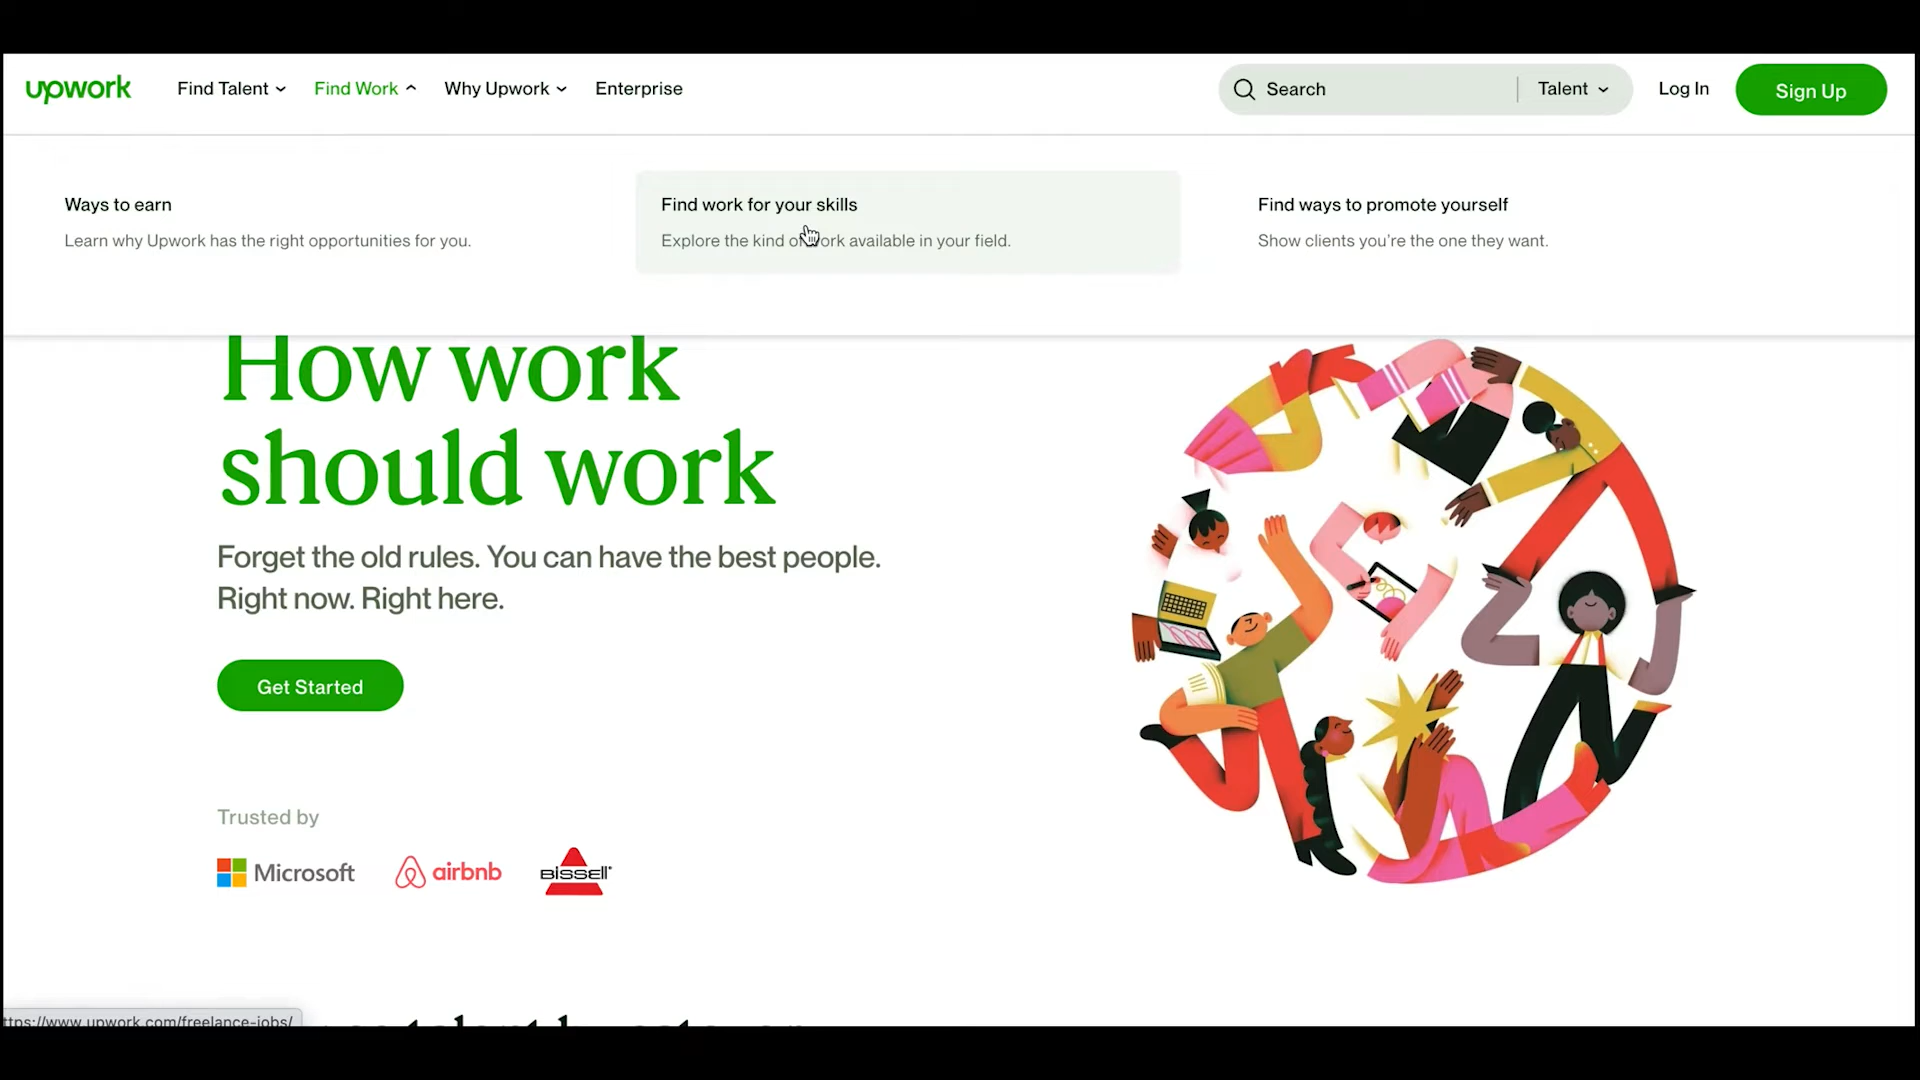 upwork Find Talent Find Work Why Upwork Enterprise Search Talent Log In Sign Up
Ways to earn Find work for your skills Find ways to promote yourself
Learn why Upwork has the right opportunities for you. Explore the kind of work available in your field. Show clients you're the one they want.
How work
should work
Forget the old rules. You can have the best people.
Right now. Right here.
Get Started
Trusted by
Microsoft airbnb BISSELL
ttps://www.upwork.com/freelance-jobs/